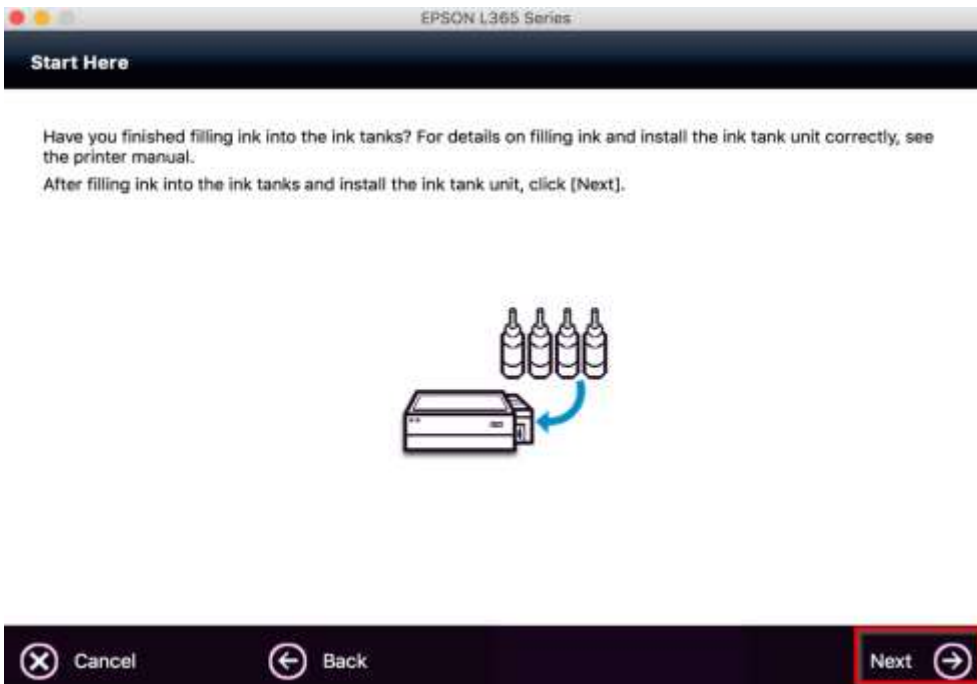 EPSON L365 Series
Start Here
Have you finished filling ink into the ink tanks? For details on filling ink and install the ink tank unit correctly, see
the printer manual.
After filling ink into the ink tanks and install the ink tank unit, click [Next].
Cancel
Back
Next